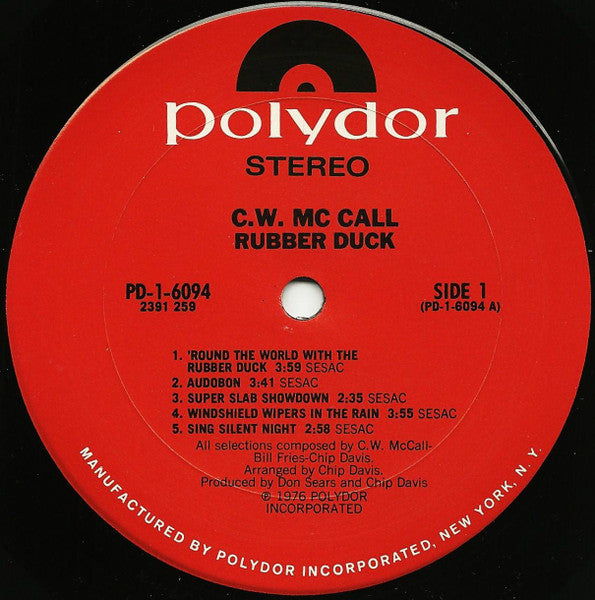 polydor
STEREO
C.W. MC CALL
RUBBER DUCK
PD-1-6094
2391 259
SIDE 1
(PD-1-6094 A)
1. 'ROUND THE WORLD WITH THE
RUBBER DUCK 3:59 SESAC
2. AUDOBON 3:41 SESAC
3. SUPER SLAB SHOWDOWN 2:35 SESAC
4. WINDSHIELD WIPERS IN THE RAIN 3:55 SESAC
5. SING SILENT NIGHT 2:58 SESAC
All selections composed by C.W. McCall-
Bill Fries-Chip Davis.
Arranged by Chip Davis.
Produced by Don Sears and Chip Davis
℗ 1976 POLYDOR
INCORPORATED
MANUFACTURED BY POLYDOR INCORPORATED, NEW YORK, N.Y.